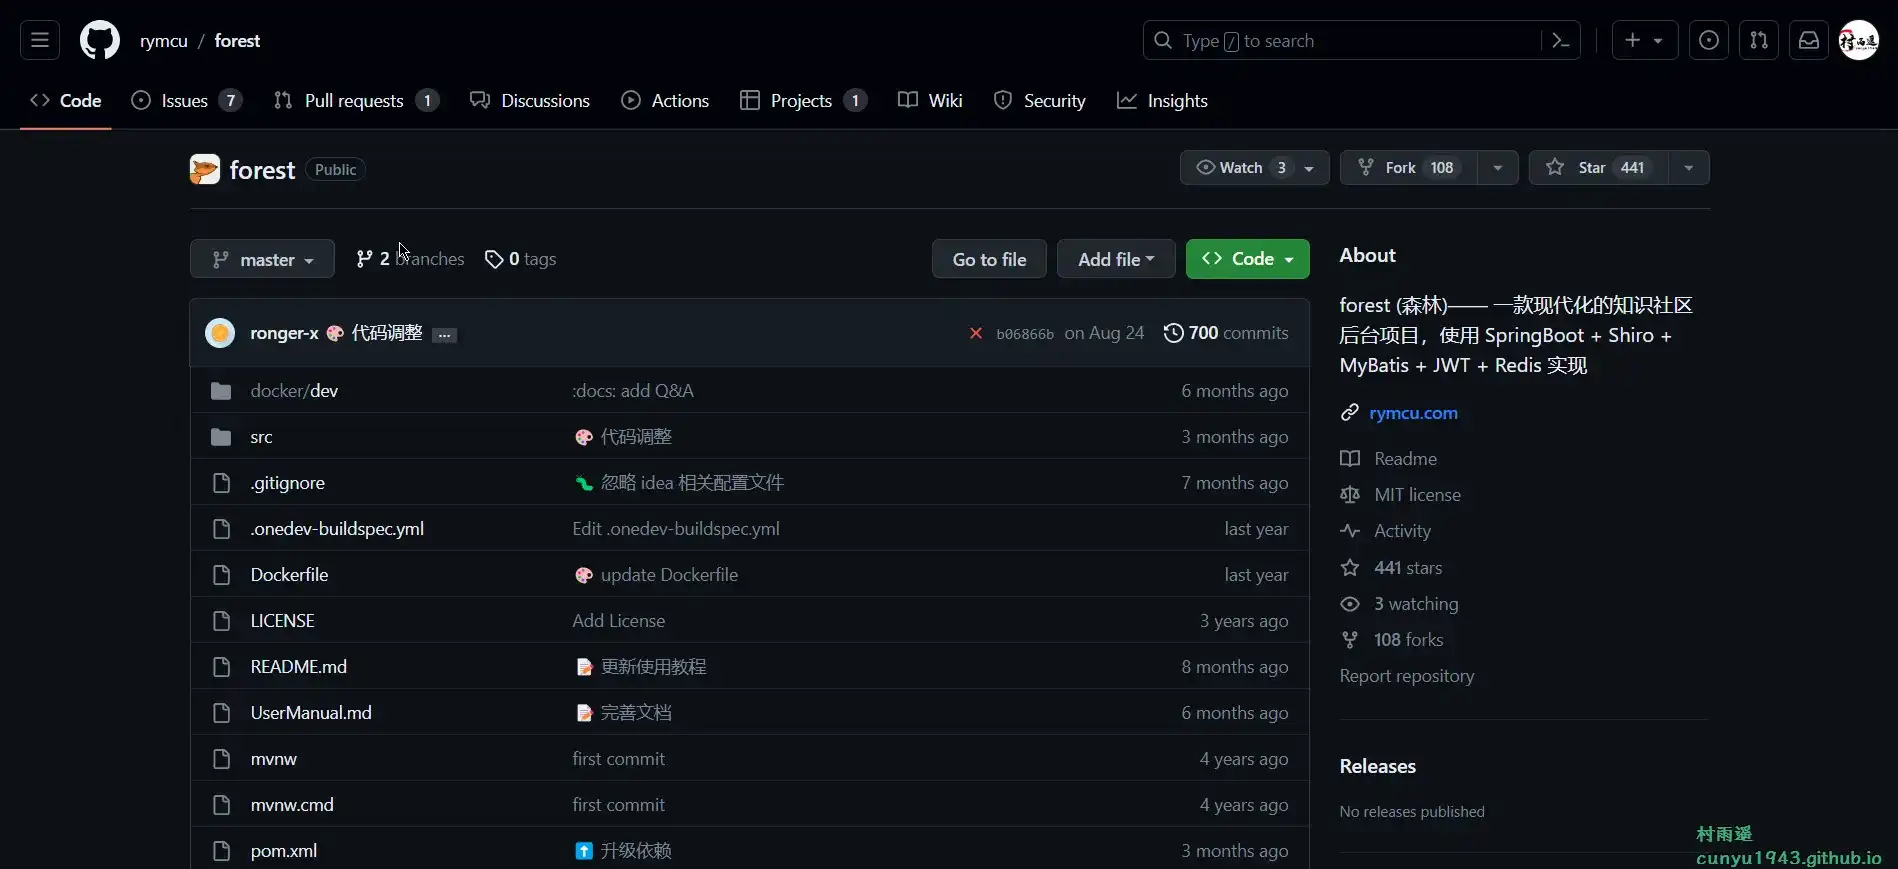 rymcu / forest
Type / to search
Code
Issues 7
Pull requests 1
Discussions
Actions
Projects 1
Wiki
Security
Insights
forest Public
Watch 3
Fork 108
Star 441
master
2 branches
0 tags
Go to file
Add file
Code
ronger-x 🎨 代码调整 ...
b06866b on Aug 24 700 commits
docker/dev :docs: add Q&A 6 months ago
src 🎨 代码调整 3 months ago
.gitignore 🐛 忽略 idea 相关配置文件 7 months ago
.onedev-buildspec.yml Edit .onedev-buildspec.yml last year
Dockerfile 🎨 update Dockerfile last year
LICENSE Add License 3 years ago
README.md 📝 更新使用教程 8 months ago
UserManual.md 📝 完善文档 6 months ago
mvnw first commit 4 years ago
mvnw.cmd first commit 4 years ago
pom.xml ⬆️ 升级依赖 3 months ago
About
forest (森林)—— 一款现代化的知识社区
后台项目，使用 SpringBoot + Shiro +
MyBatis + JWT + Redis 实现
rymcu.com
Readme
MIT license
Activity
441 stars
3 watching
108 forks
Report repository
Releases
No releases published
村雨遥
cunyu1943.github.io